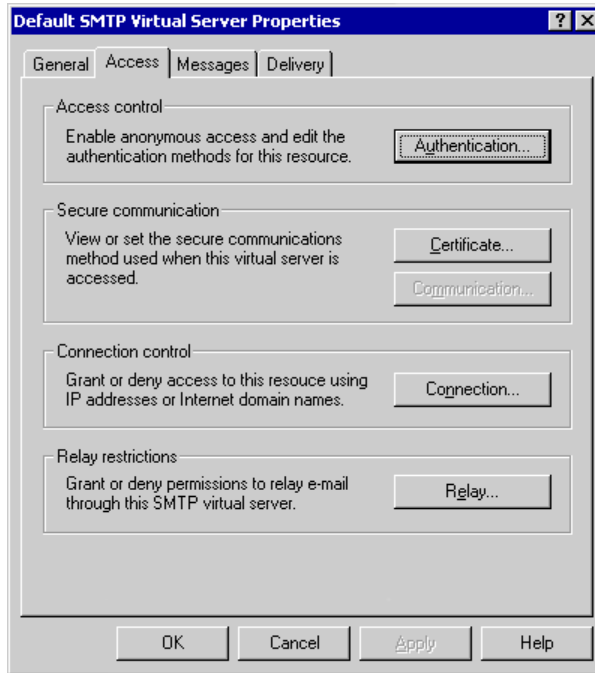 Default SMTP Virtual Server Properties
General Access Messages Delivery
Access control
Enable anonymous access and edit the
authentication methods for this resource.
Authentication...
Secure communication
View or set the secure communications
method used when this virtual server is
accessed.
Certificate...
Communication...
Connection control
Grant or deny access to this resouce using
IP addresses or Internet domain names.
Connection...
Relay restrictions
Grant or deny permissions to relay e-mail
through this SMTP virtual server.
Relay...
OK Cancel Apply Help